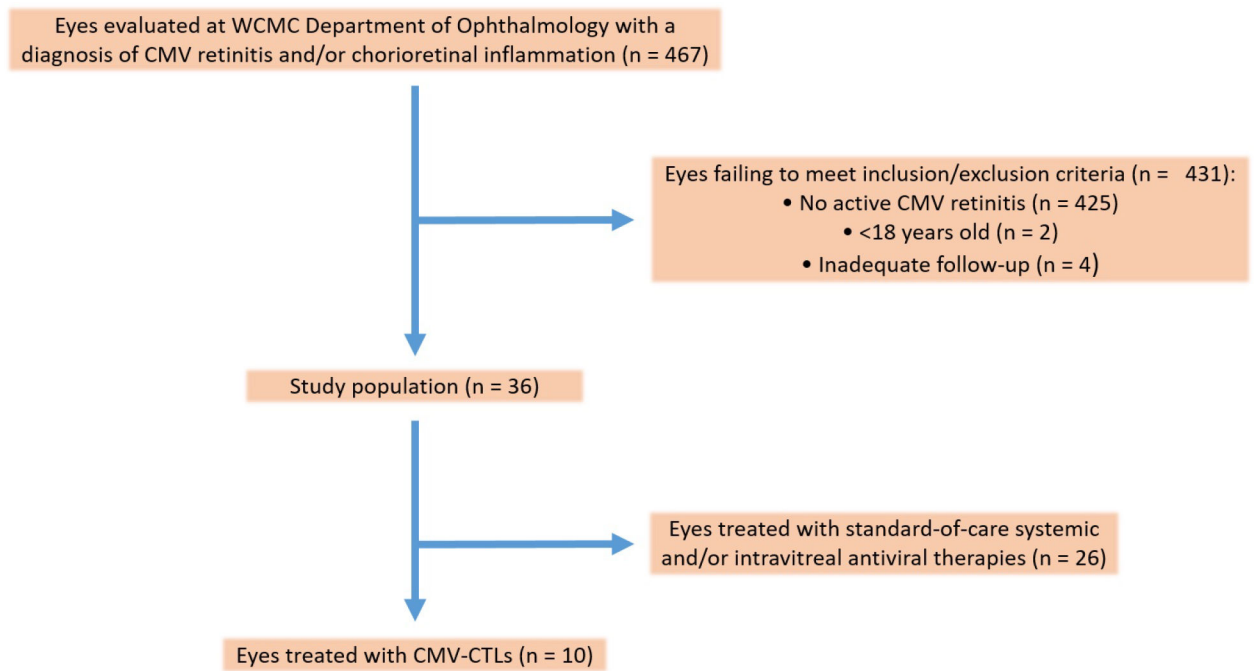 Eyes evaluated at WCMC Department of Ophthalmology with a
diagnosis of CMV retinitis and/or chorioretinal inflammation (n = 467)
Eyes failing to meet inclusion/exclusion criteria (n =   431):
• No active CMV retinitis (n = 425)
• <18 years old (n = 2)
• Inadequate follow-up (n = 4)
Study population (n = 36)
Eyes treated with standard-of-care systemic
and/or intravitreal antiviral therapies (n = 26)
Eyes treated with CMV-CTLs (n = 10)